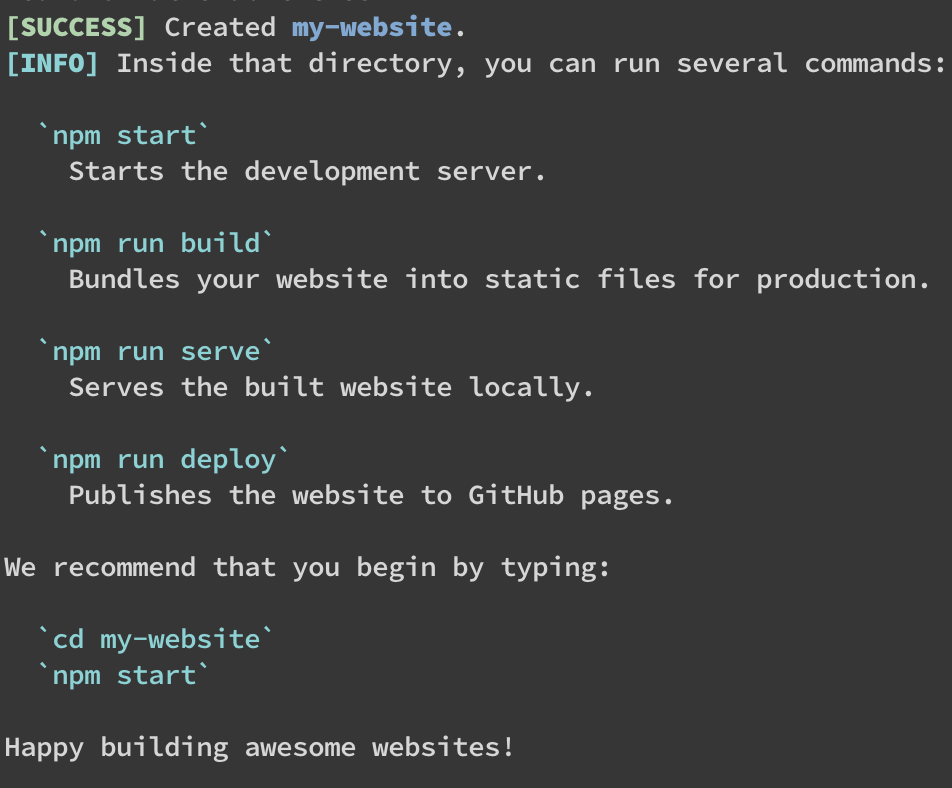 [SUCCESS] Created my-website.
[INFO] Inside that directory, you can run several commands:
`npm start`
Starts the development server.
`npm run build`
Bundles your website into static files for production.
`npm run serve`
Serves the built website locally.
`npm run deploy`
Publishes the website to GitHub pages.
We recommend that you begin by typing:
`cd my-website`
`npm start`
Happy building awesome websites!